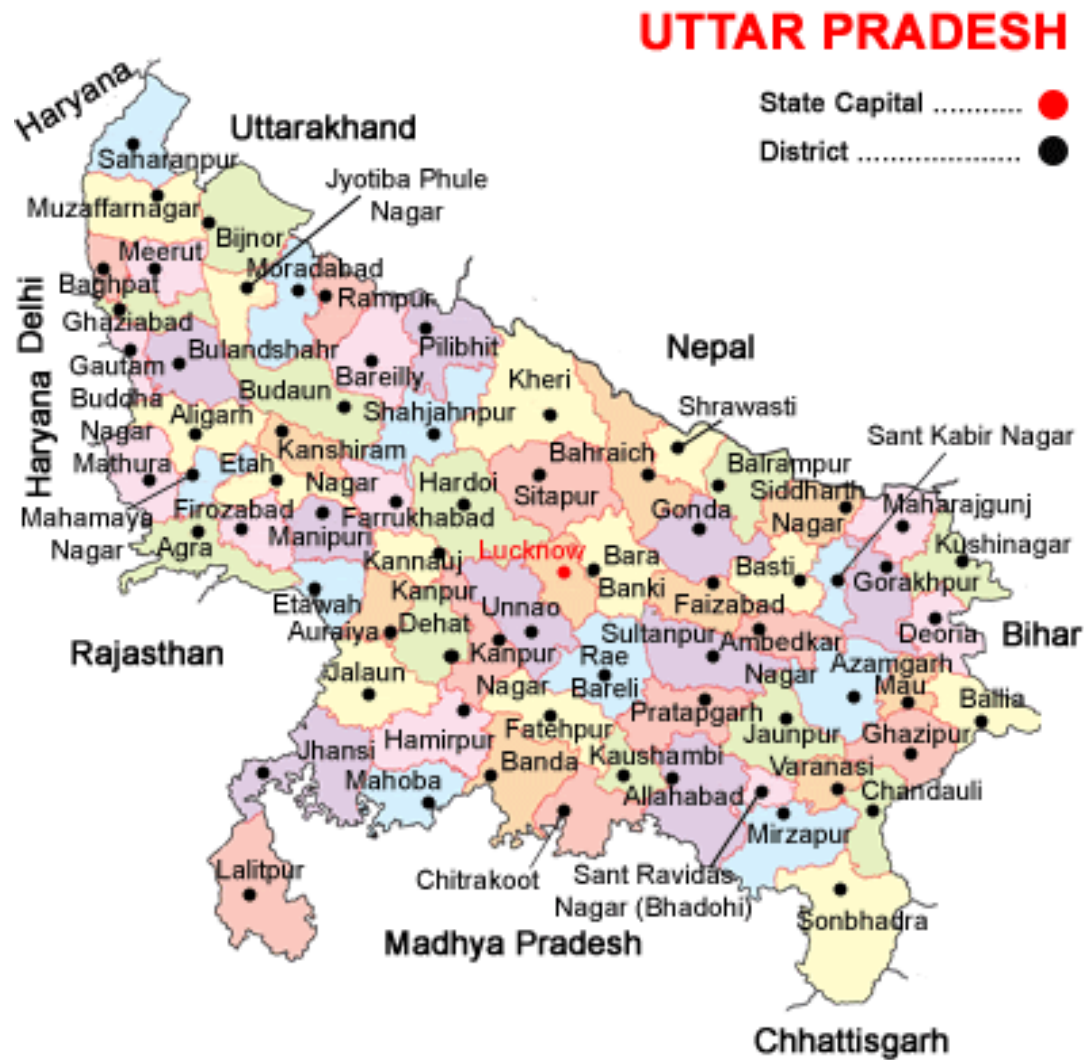 UTTAR PRADESH
State Capital ...........
District .....................
Haryana
Uttarakhand
Saharanpur
Jyotiba Phule
Nagar
Muzaffarnagar
Bijnor
Meerut
Moradabad
Baghpat
Rampur
Haryana Delhi
Ghaziabad
Bulandshahr
Pilibhit
Nepal
Gautam
Buddha
Nagar
Bareilly
Kheri
Budaun
Shrawasti
Aligarh
Shahjahnpur
Sant Kabir Nagar
Kanshiram
Nagar
Bahraich
Mathura
Etah
Hardoi
Sitapur
Balrampur
Siddharth
Nagar
Maharajgunj
Mahamaya
Nagar
Firozabad
Farrukhabad
Gonda
Agra
Manipuri
Kushinagar
Kannauj
Lucknow
Bara
Banki
Basti
Gorakhpur
Etawah
Kanpur
Dehat
Unnao
Faizabad
Auraiya
Deoria
Bihar
Rajasthan
Kanpur
Nagar
Rae
Bareli
Sultanpur
Ambedkar
Nagar
Azamgarh
Jalaun
Mau
Ballia
Fatehpur
Pratapgarh
Jaunpur
Ghazipur
Jhansi
Hamirpur
Banda
Kaushambi
Varanasi
Mahoba
Allahabad
Chandauli
Mirzapur
Lalitpur
Chitrakoot
Sant Ravidas
Nagar (Bhadohi)
Sonbhadra
Madhya Pradesh
Chhattisgarh